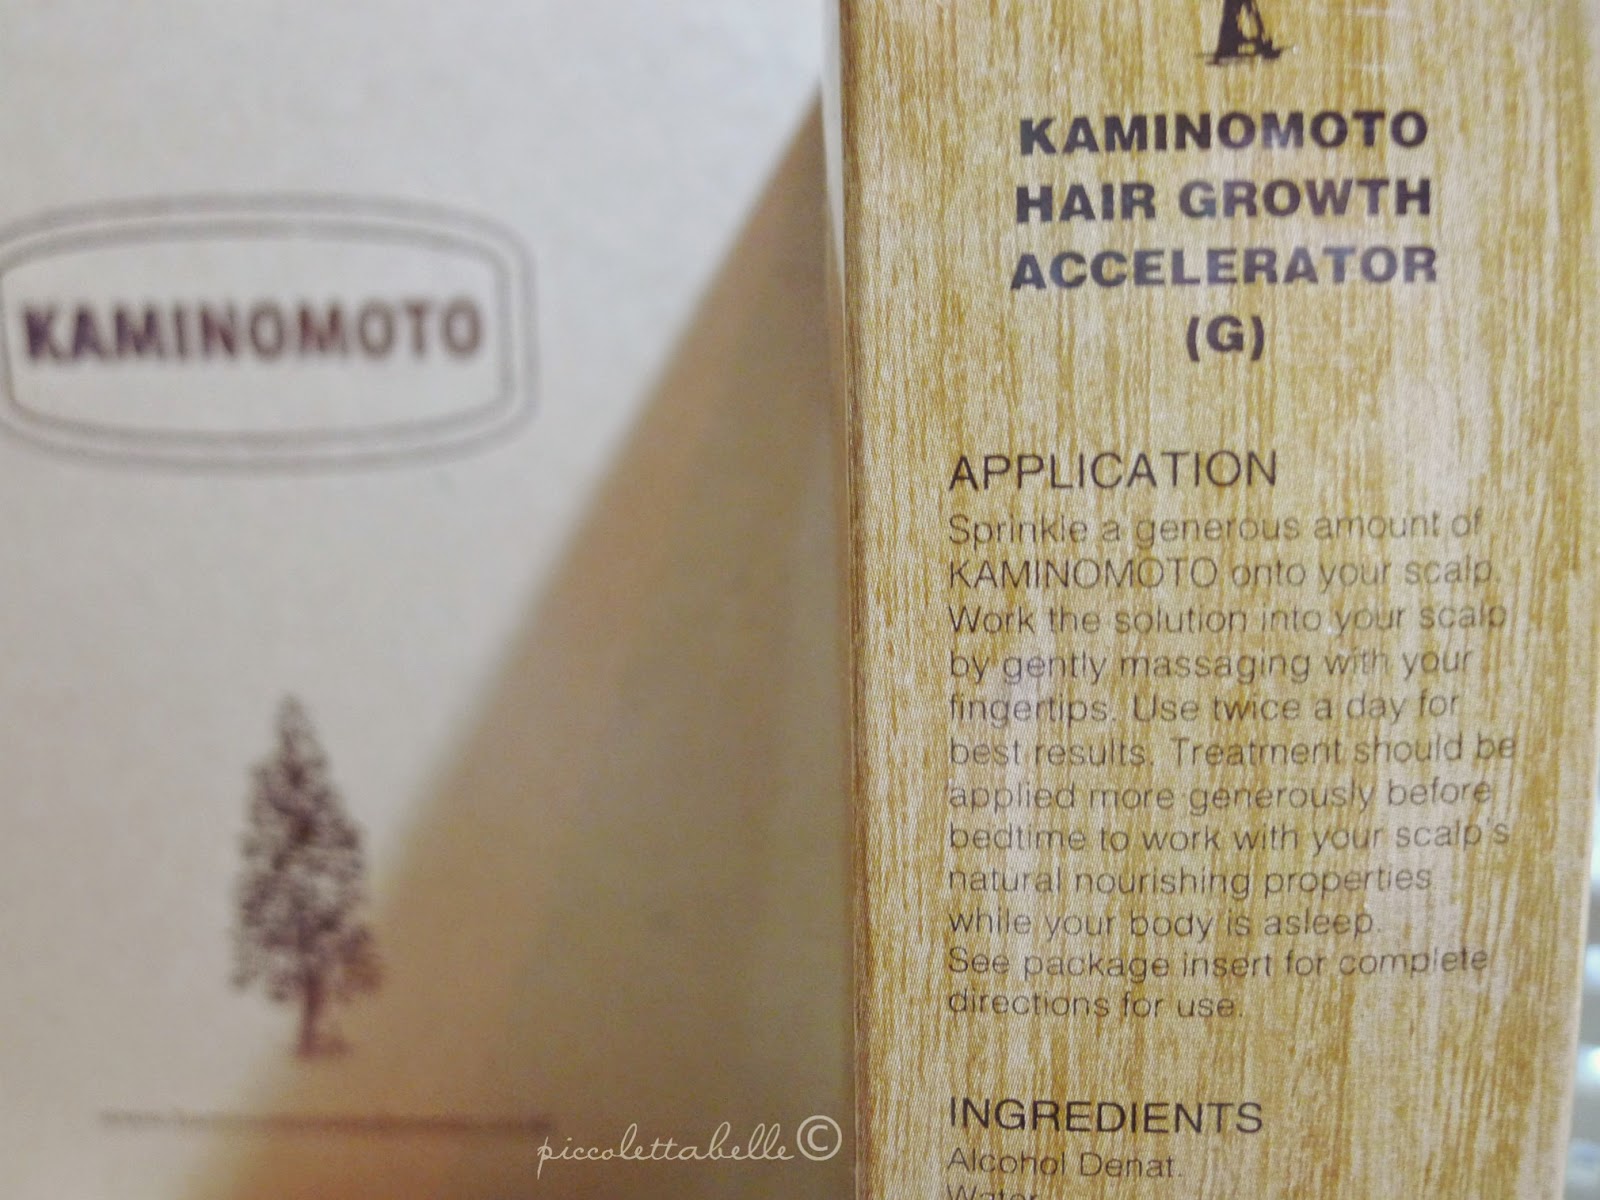 KAMINOMOTO
piccolettabelle©
KAMINOMOTO
HAIR GROWTH
ACCELERATOR
(G)
APPLICATION
Sprinkle a generous amount of
KAMINOMOTO onto your scalp.
Work the solution into your scalp
by gently massaging with your
fingertips. Use twice a day for
best results. Treatment should be
applied more generously before
bedtime to work with your scalp's
natural nourishing properties
while your body is asleep.
See package insert for complete
directions for use.
INGREDIENTS
Alcohol Denat.
Water